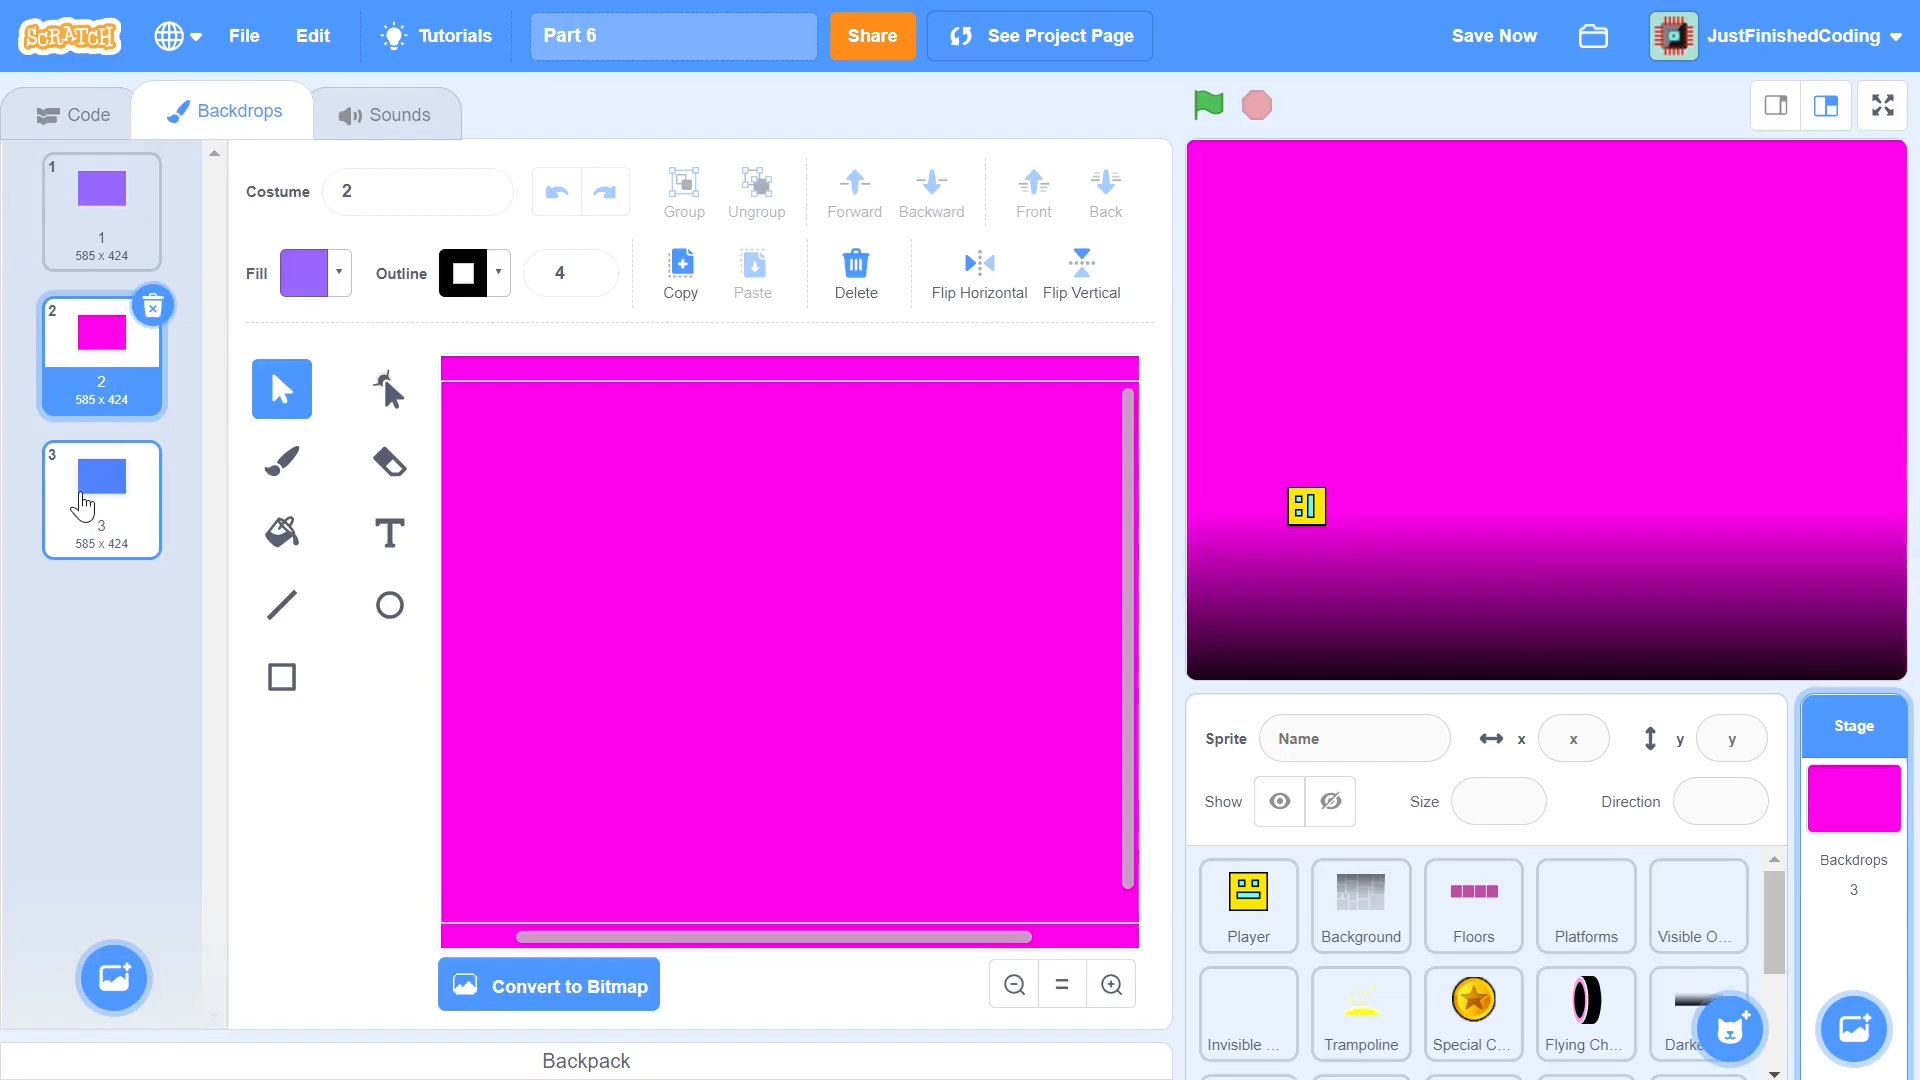 SCRATCH File Edit Tutorials Part 6 Share See Project Page Save Now JustFinishedCoding
Code Backdrops Sounds
1
1
585 x 424
2
2
585 x 424
3
3
585 x 424
Costume 2 Group Ungroup Forward Backward Front Back
Fill Outline 4 Copy Paste Delete Flip Horizontal Flip Vertical
Convert to Bitmap
Backpack
Sprite Name x x y y
Show Size Direction
Player Background Floors Platforms Visible O...
Invisible ... Trampoline Special C... Flying Ch... Darke
Stage
Backdrops
3